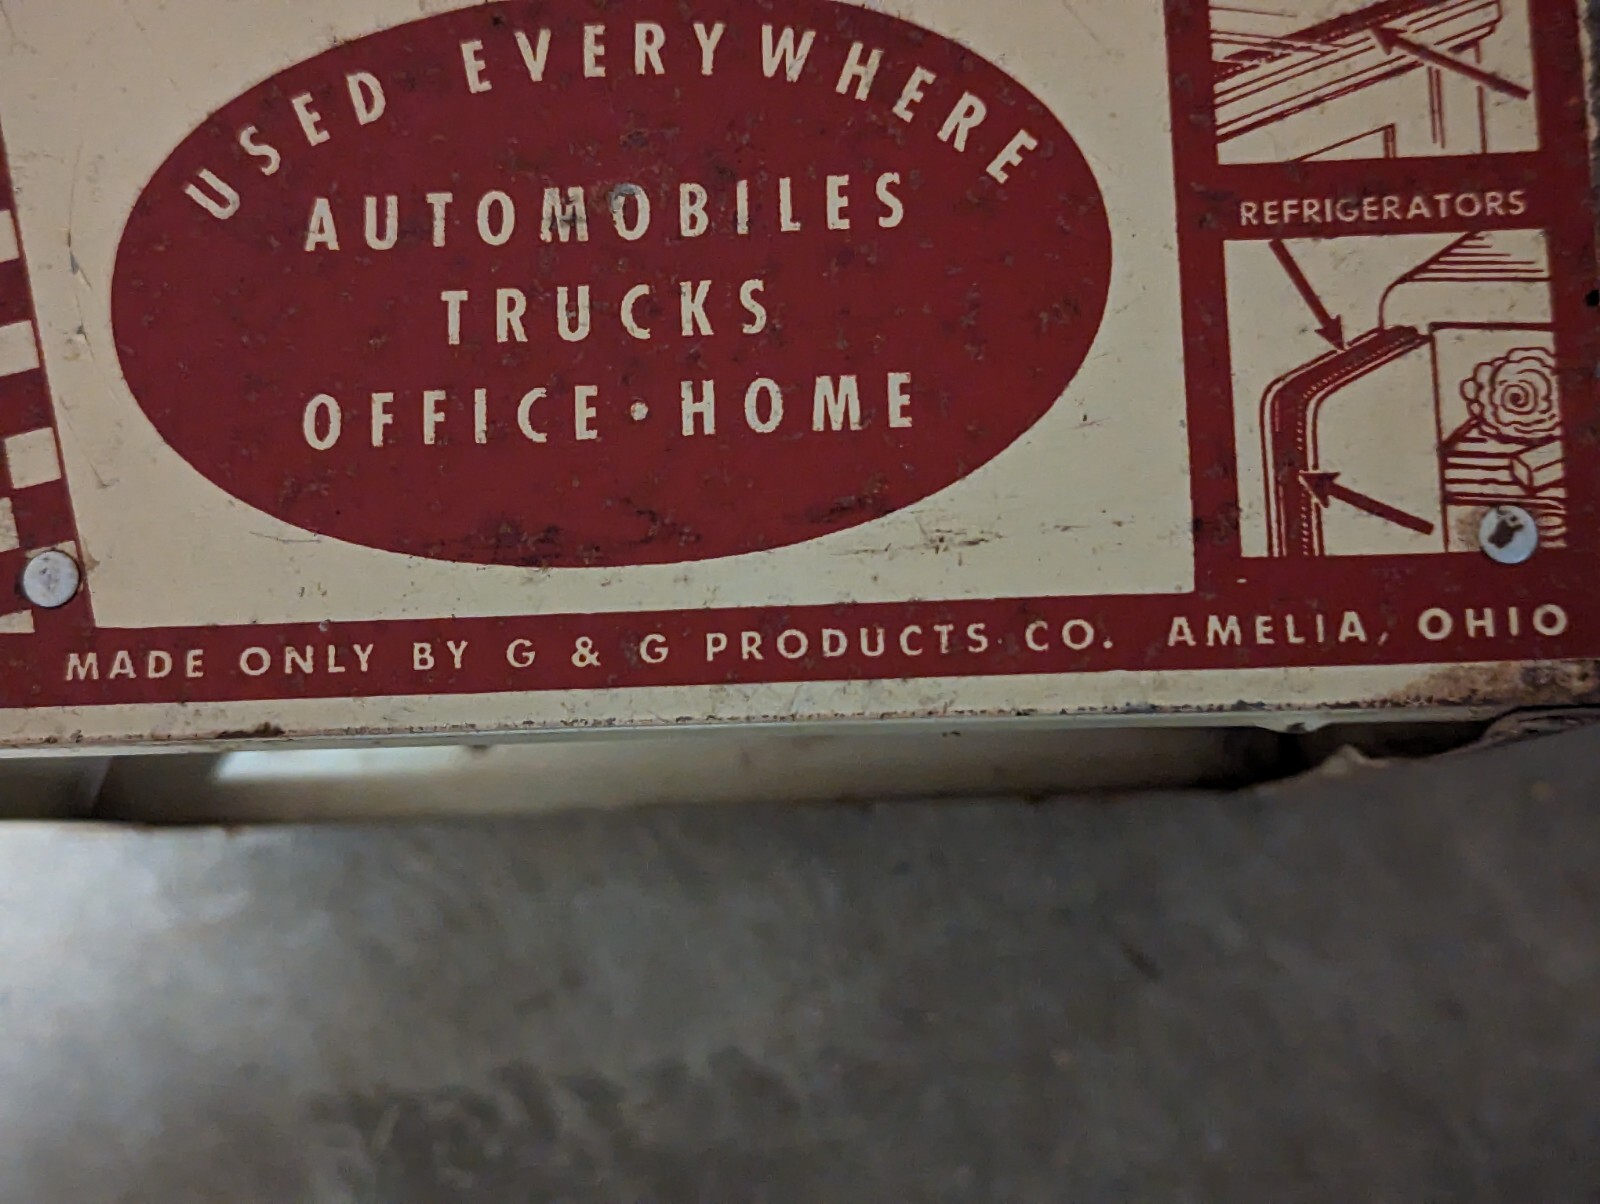 USED EVERYWHERE
AUTOMOBILES
TRUCKS
OFFICE • HOME
REFRIGERATORS
MADE ONLY BY G & G PRODUCTS CO. AMELIA, OHIO